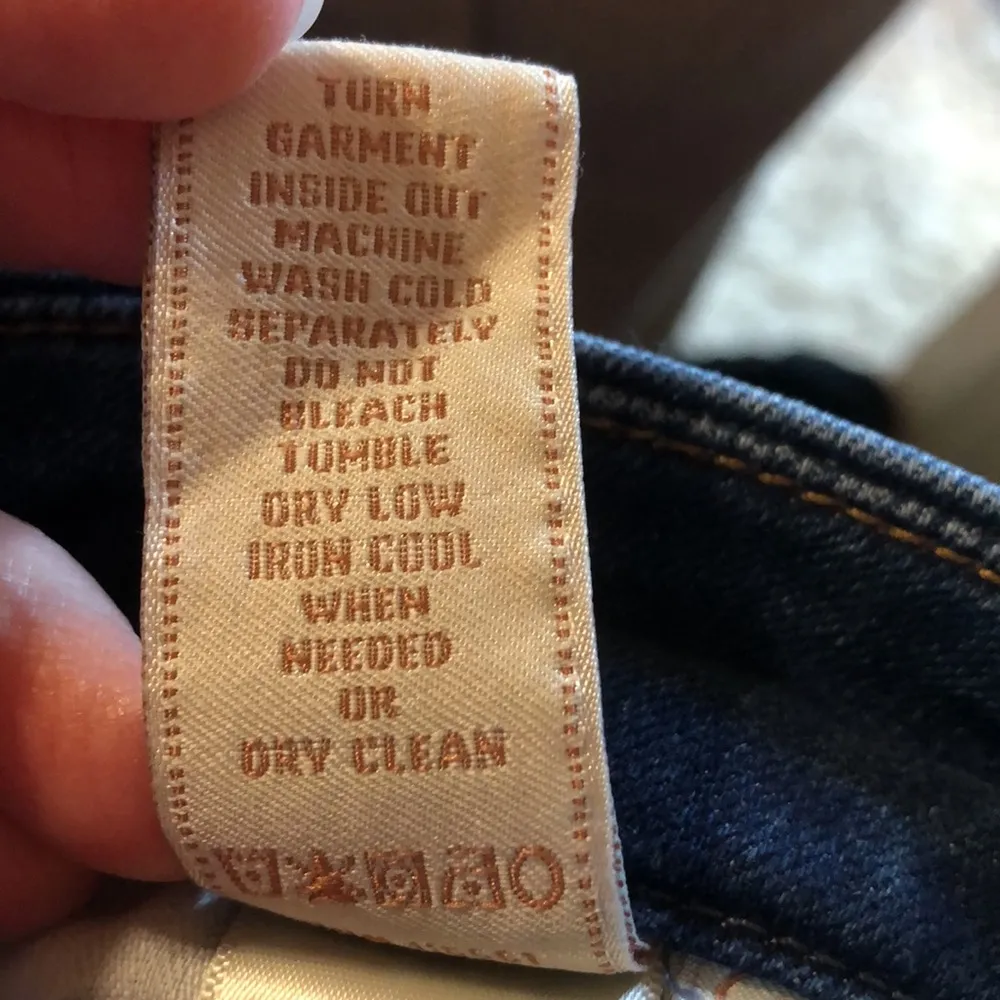 TURN
GARMENT
INSIDE OUT
MACHINE
WASH COLD
SEPARATELY
DO NOT
BLEACH
TUMBLE
DRY LOW
IRON COOL
WHEN
NEEDED
OR
DRY CLEAN